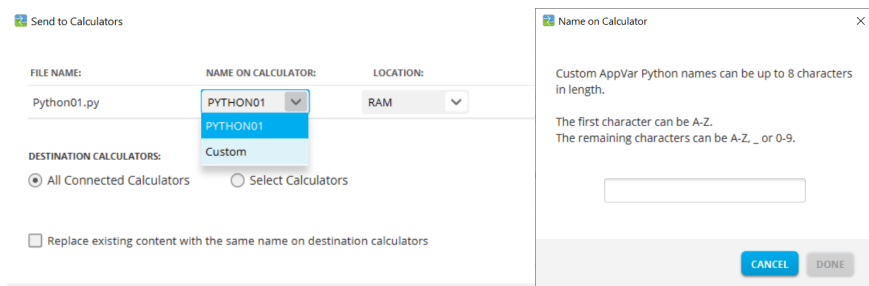 Send to Calculators
FILE NAME: NAME ON CALCULATOR: LOCATION:
Python01.py PYTHON01 RAM
PYTHON01
Custom
DESTINATION CALCULATORS:
All Connected Calculators Select Calculators
Replace existing content with the same name on destination calculators
Name on Calculator
Custom AppVar Python names can be up to 8 characters
in length.
The first character can be A-Z.
The remaining characters can be A-Z, _ or 0-9.
CANCEL DONE